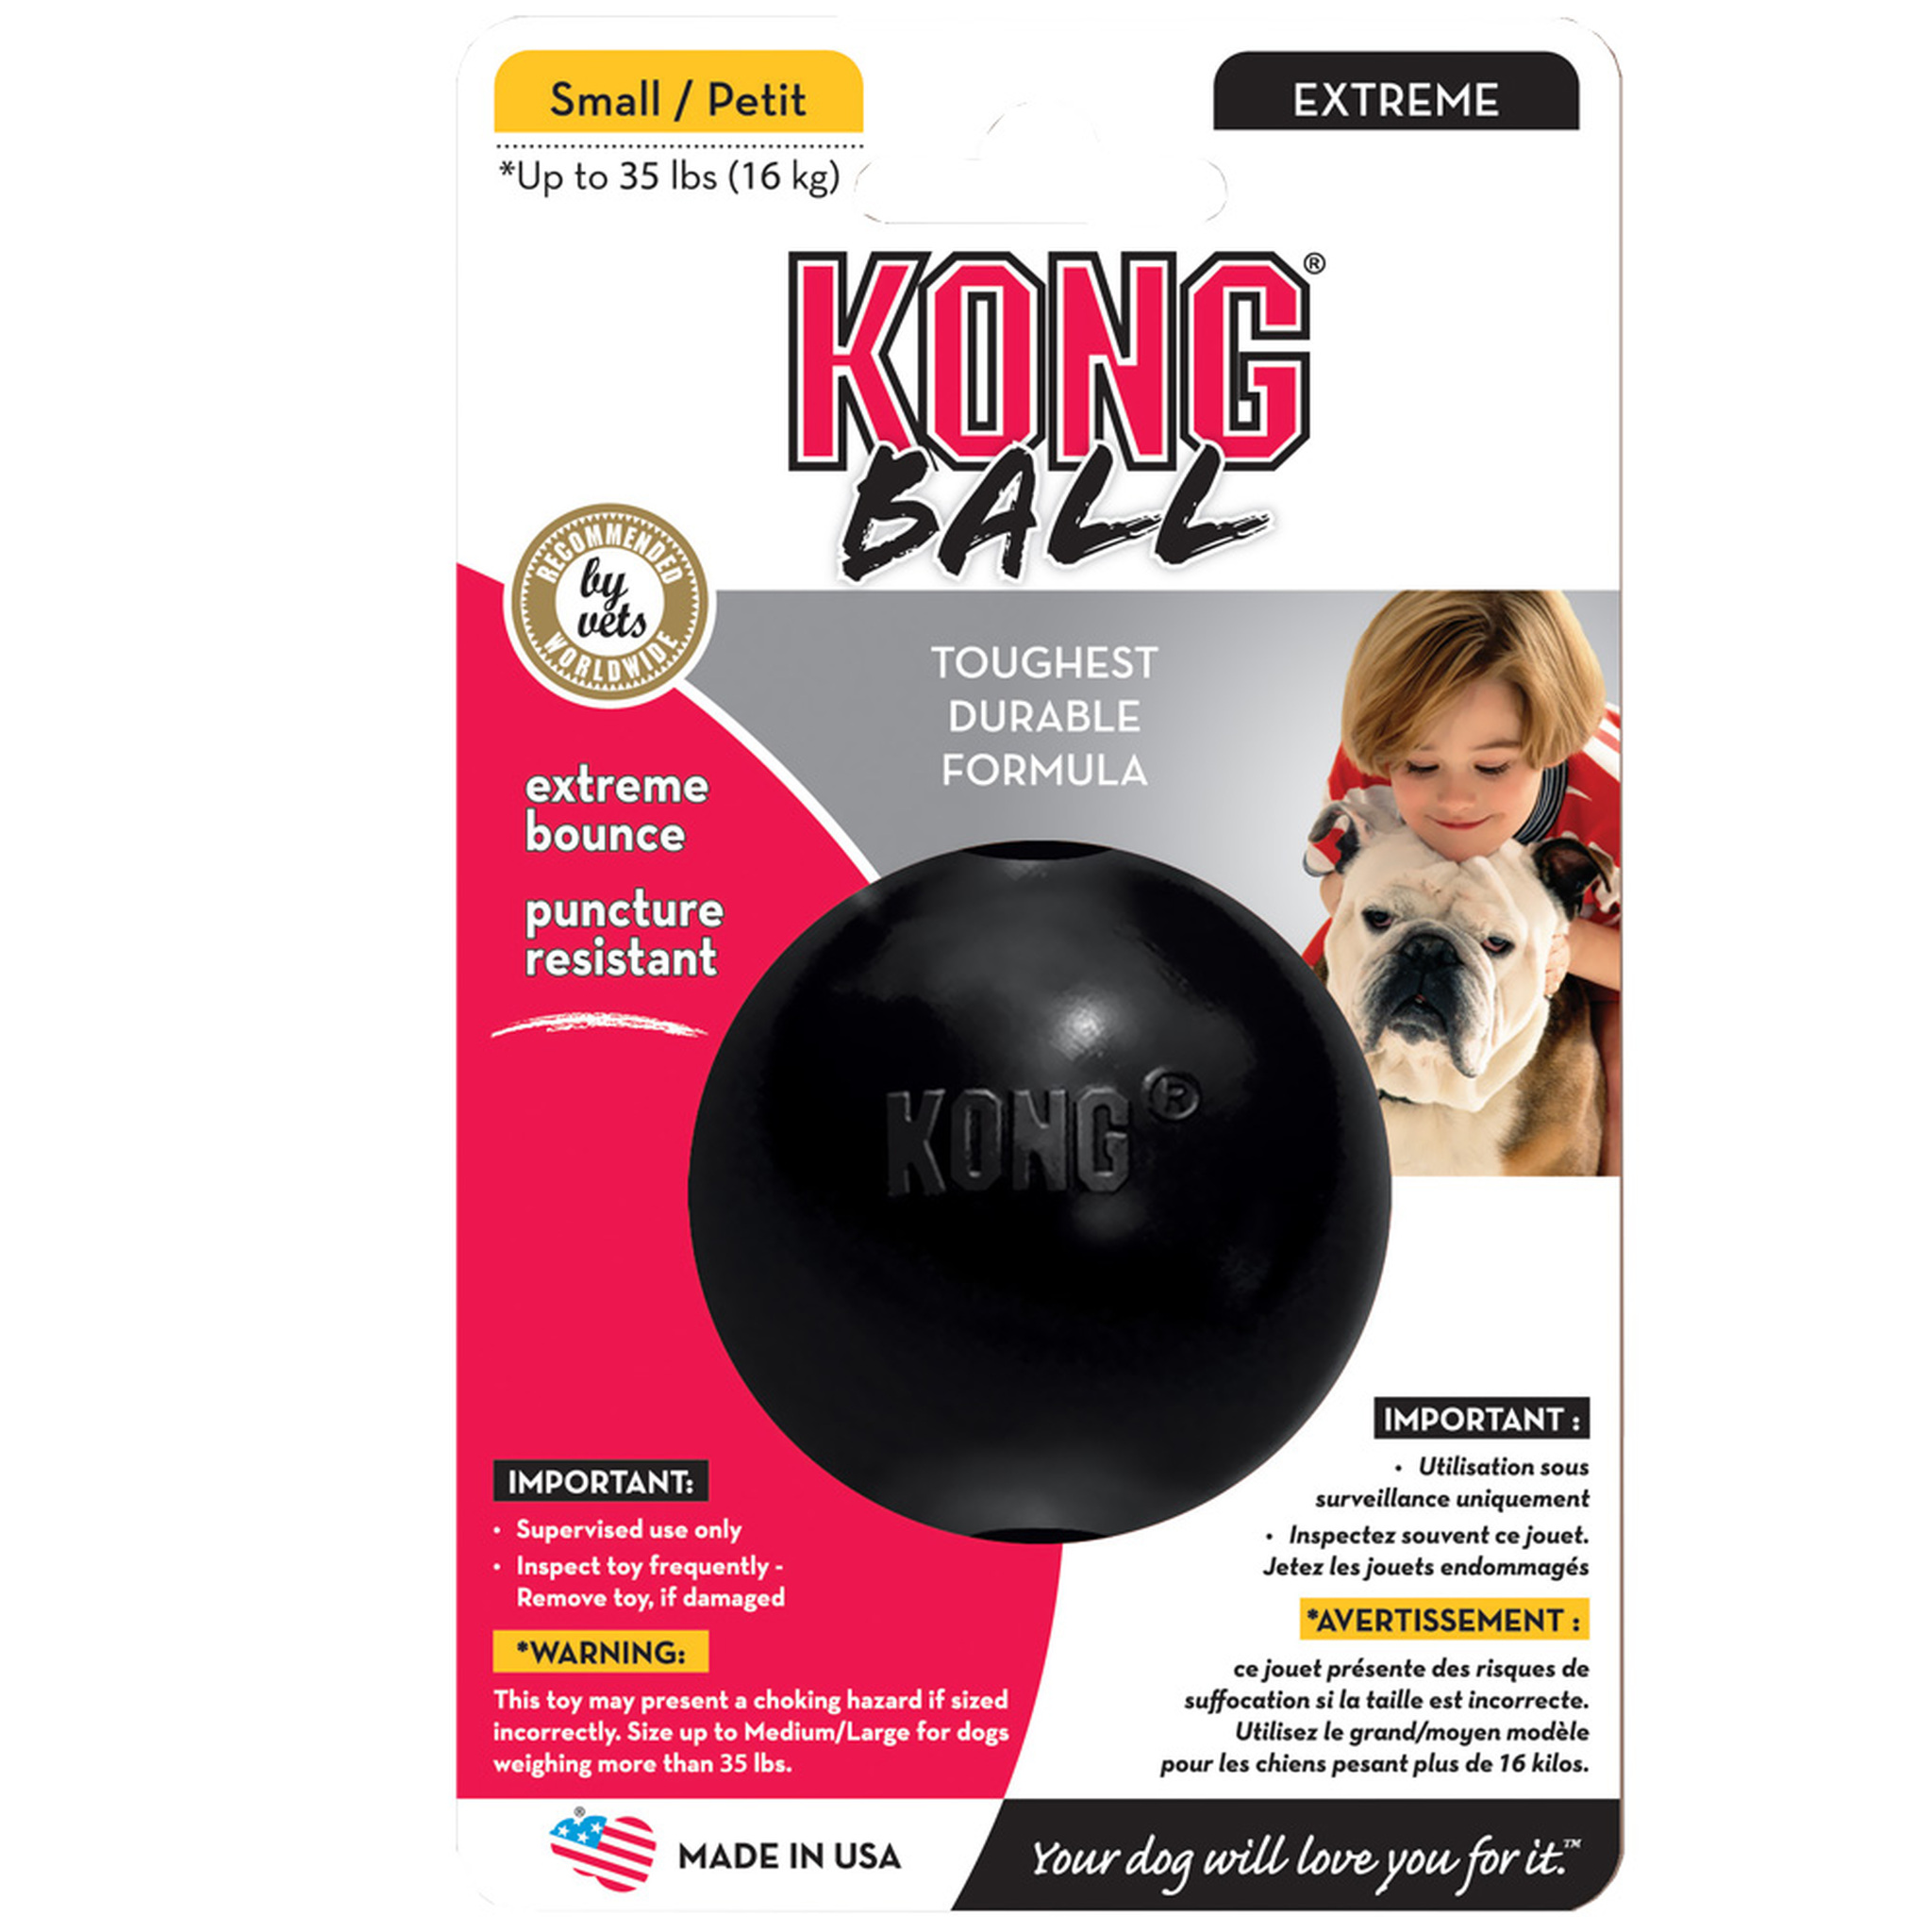 Small / Petit
*Up to 35 lbs (16 kg)
EXTREME
KONG®
BALL
RECOMMENDED
by
vets
WORLDWIDE
TOUGHEST
DURABLE
FORMULA
extreme
bounce
puncture
resistant
KONG®
IMPORTANT:
• Supervised use only
• Inspect toy frequently -
Remove toy, if damaged
*WARNING:
This toy may present a choking hazard if sized
incorrectly. Size up to Medium/Large for dogs
weighing more than 35 lbs.
IMPORTANT :
• Utilisation sous
surveillance uniquement
• Inspectez souvent ce jouet.
Jetez les jouets endommagés
*AVERTISSEMENT :
ce jouet présente des risques de
suffocation si la taille est incorrecte.
Utilisez le grand/moyen modèle
pour les chiens pesant plus de 16 kilos.
®
MADE IN USA
Your dog will love you for it.™